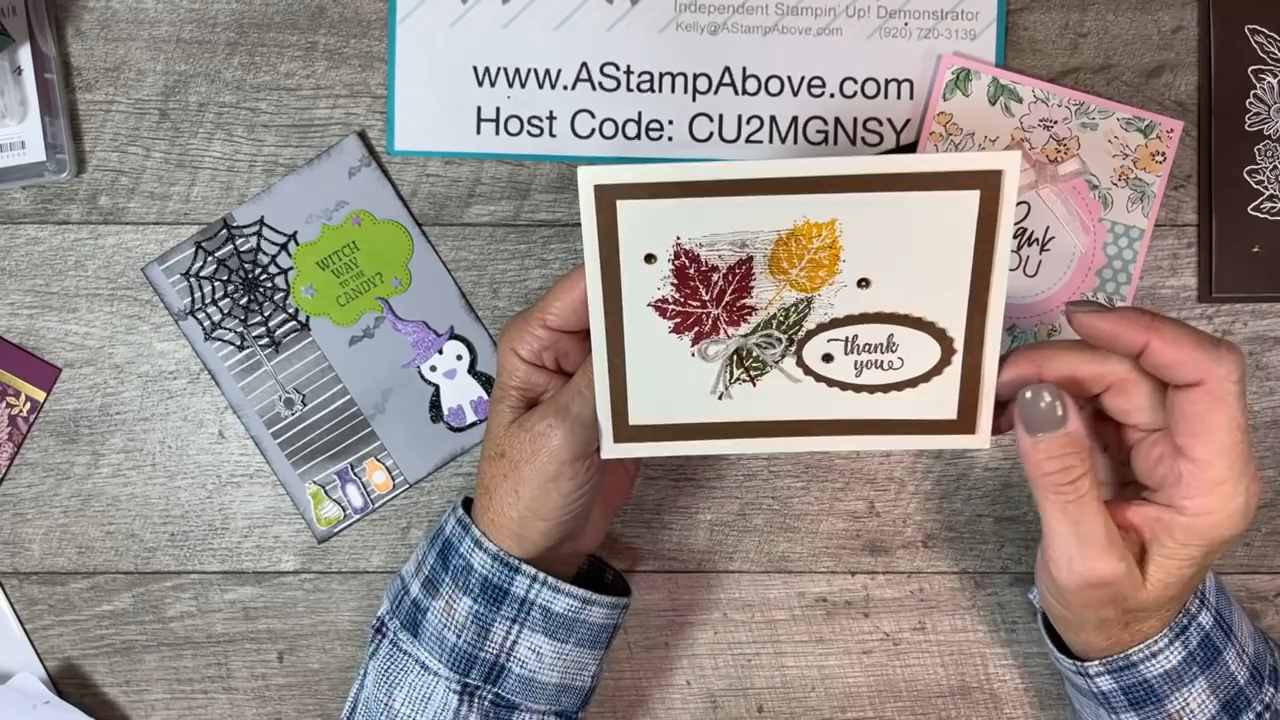 Independent Stampin' Up! Demonstrator
Kelly@AStampAbove.com (920) 720-3139
www.AStampAbove.com
Host Code: CU2MGNSY
WITCH
WAY
TO THE
CANDY?
thank
you